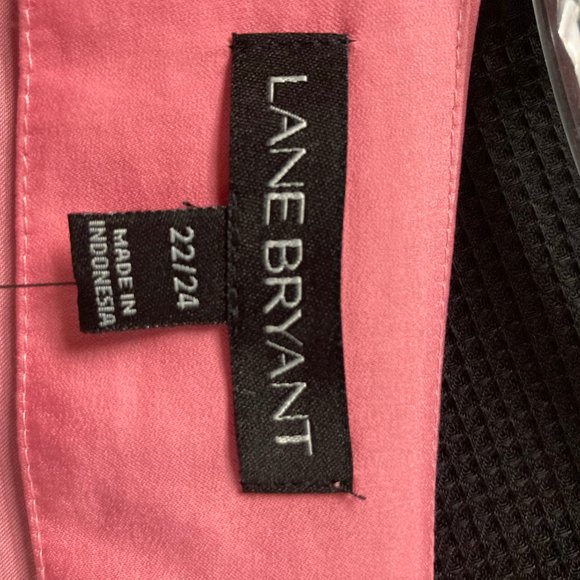 LANE BRYANT
22/24
MADE IN
INDONESIA